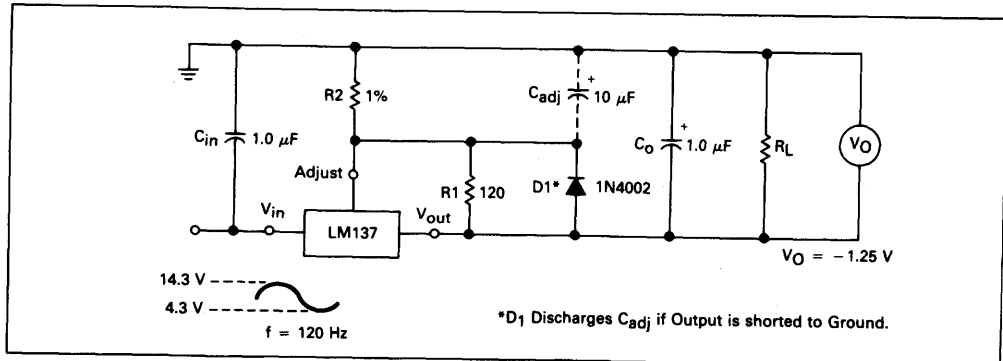 R2
1%
Cadj
+
10 μF
Cin
1.0 μF
Co
+
1.0 μF
RL
VO
Adjust
R1
120
D1*
1N4002
Vin
LM137
Vout
VO = -1.25 V
14.3 V
4.3 V
f = 120 Hz
*D1 Discharges Cadj if Output is shorted to Ground.